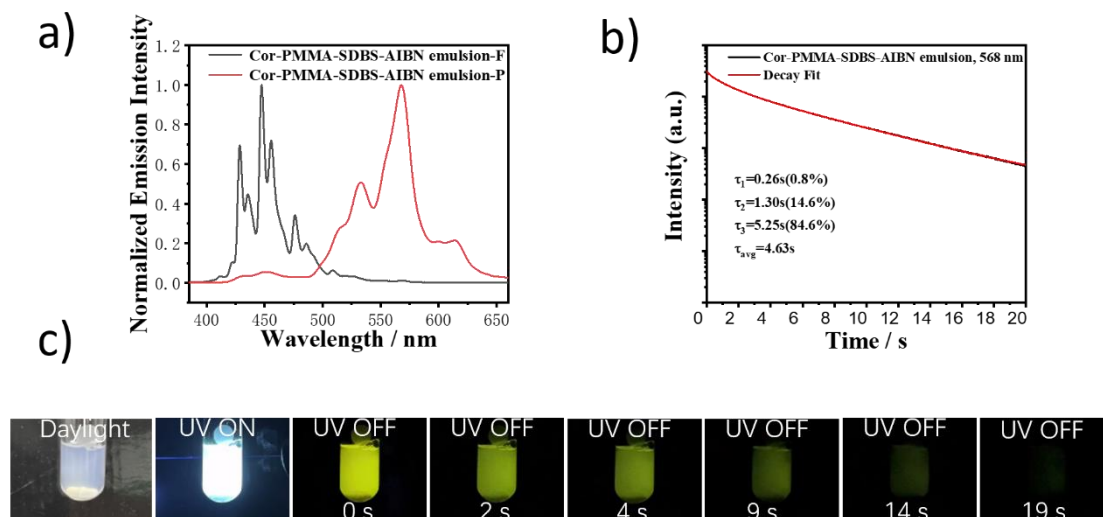 a)
Normalized Emission Intensity
1.2
1.0
0.8
0.6
0.4
0.2
0.0
Cor-PMMA-SDBS-AIBN emulsion-F
Cor-PMMA-SDBS-AIBN emulsion-P
400 450 500 550 600 650
Wavelength / nm
b)
Intensity (a.u.)
Cor-PMMA-SDBS-AIBN emulsion, 568 nm
Decay Fit
τ1=0.26s(0.8%)
τ2=1.30s(14.6%)
τ3=5.25s(84.6%)
τavg=4.63s
0 2 4 6 8 10 12 14 16 18 20
Time / s
c)
Daylight
UV ON
UV OFF
0 s
UV OFF
2 s
UV OFF
4 s
UV OFF
9 s
UV OFF
14 s
UV OFF
19 s